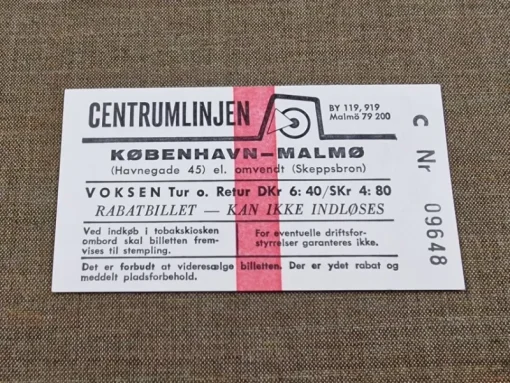 CENTRUMLINJEN
BY 119, 919
Malmö 79 200
KØBENHAVN—MALMØ
(Havnegade 45) el. omvendt (Skeppsbron)
VOKSEN Tur o. Retur DKr 6:40/SKr 4:80
RABATBILLET — KAN IKKE INDLØSES
Ved indkøb i tobakskiosken
ombord skal billetten frem-
vises til stempling.
For eventuelle driftsfor-
styrrelser garanteres ikke.
Det er forbudt at videresælge billetten. Der er ydet rabat og
meddelt pladsforbehold.
C Nr 09648